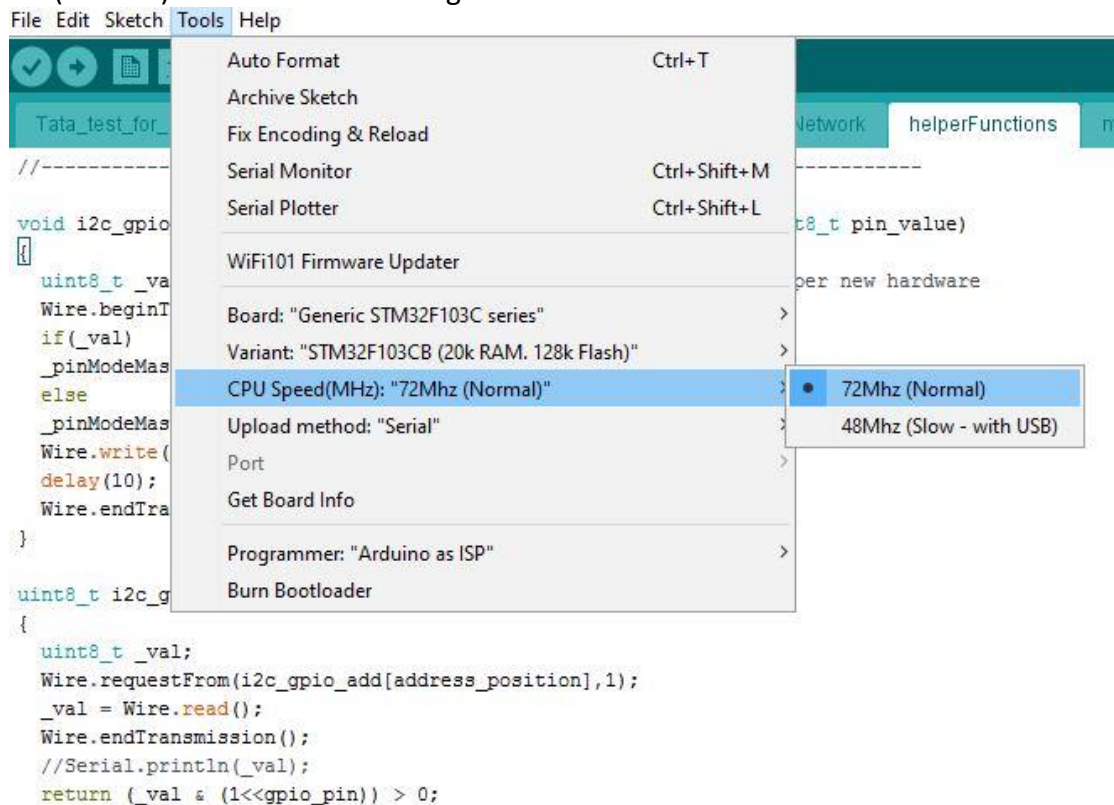 File Edit Sketch Tools Help
Auto Format Ctrl+T
Archive Sketch
Tata_test_for_ Network helperFunctions
Fix Encoding & Reload
//-----------
Serial Monitor Ctrl+Shift+M
Serial Plotter Ctrl+Shift+L
void i2c_gpio t8_t pin_value)
{
WiFi101 Firmware Updater
uint8_t _va per new hardware
Wire.beginT
Board: "Generic STM32F103C series"
if(_val)
Variant: "STM32F103CB (20k RAM. 128k Flash)"
_pinModeMas
else
CPU Speed(MHz): "72Mhz (Normal)"
72Mhz (Normal)
_pinModeMas
Upload method: "Serial"
48Mhz (Slow - with USB)
Wire.write(
Port
delay(10);
Get Board Info
Wire.endTra
}
Programmer: "Arduino as ISP"
Burn Bootloader
uint8_t i2c_g
{
uint8_t _val;
Wire.requestFrom(i2c_gpio_add[address_position],1);
_val = Wire.read();
Wire.endTransmission();
//Serial.println(_val);
return (_val & (1<<gpio_pin)) > 0;